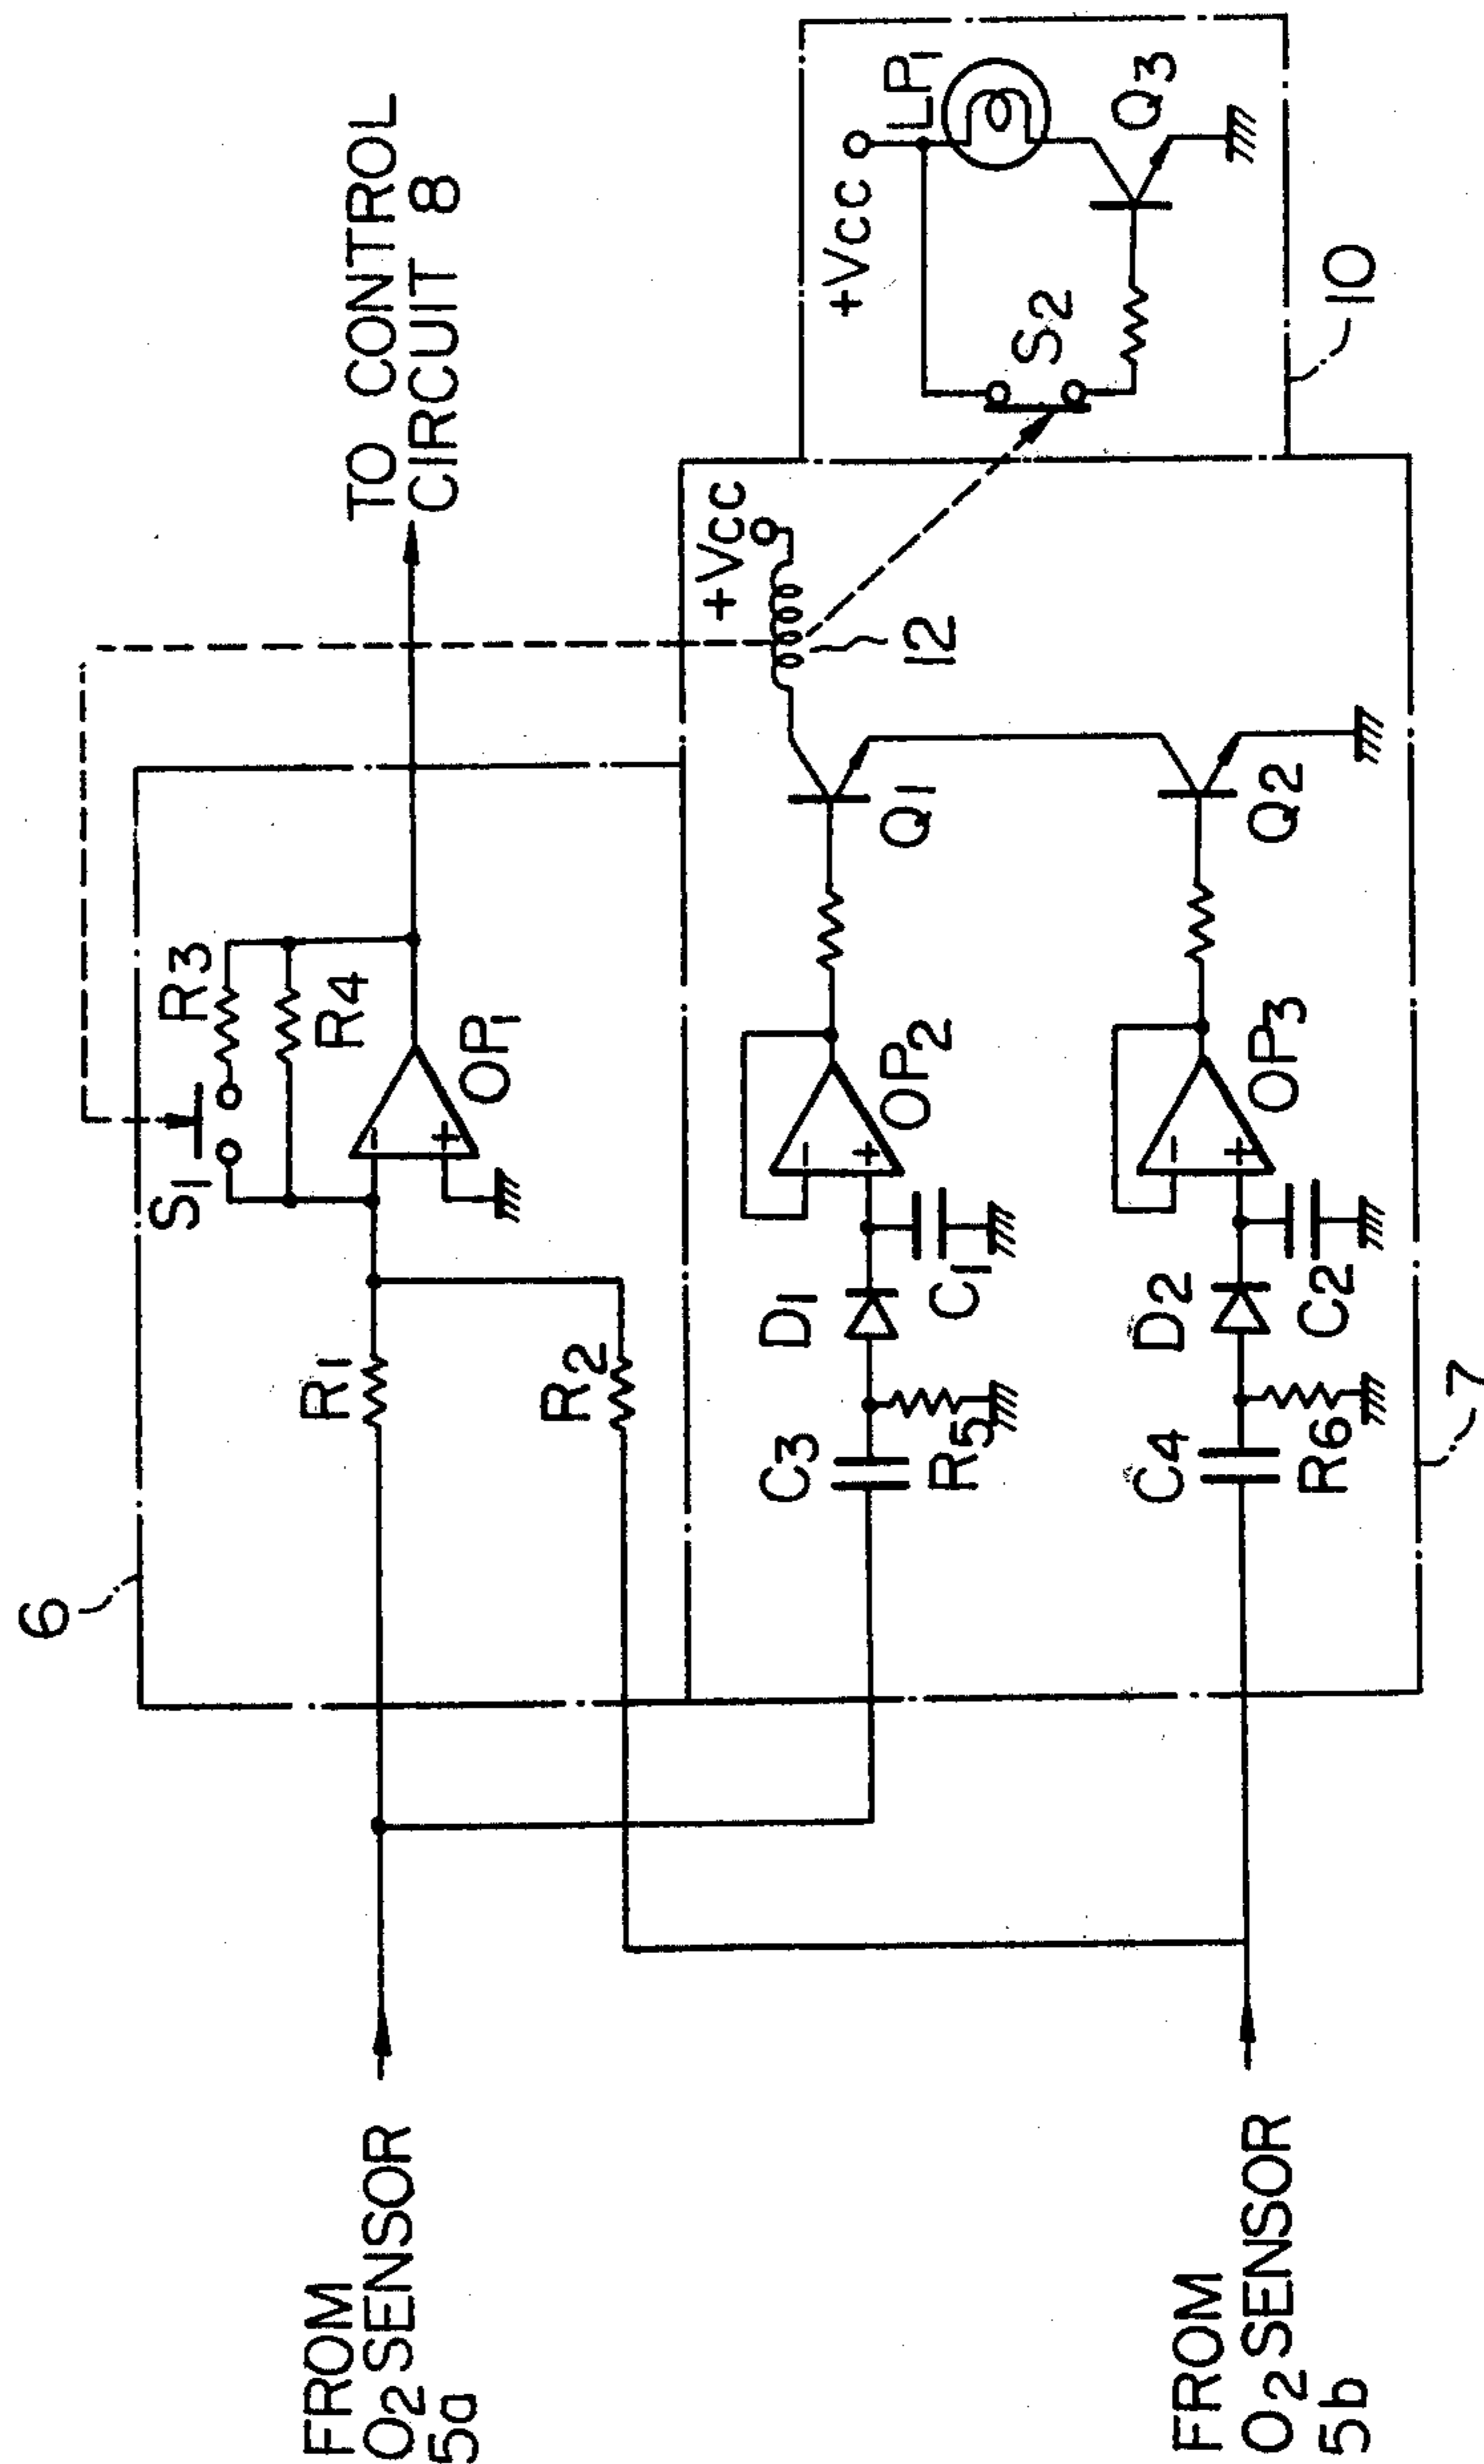 6
TO CONTROL
CIRCUIT 8
S1
R3
R4
R1
OP1
R2
+Vcc
12
+Vcc
LP1
S2
Q3
10
C3
D1
R5
C1
OP2
Q1
C4
D2
R6
C2
OP3
Q2
7
FROM
O2 SENSOR
5a
FROM
O2 SENSOR
5b